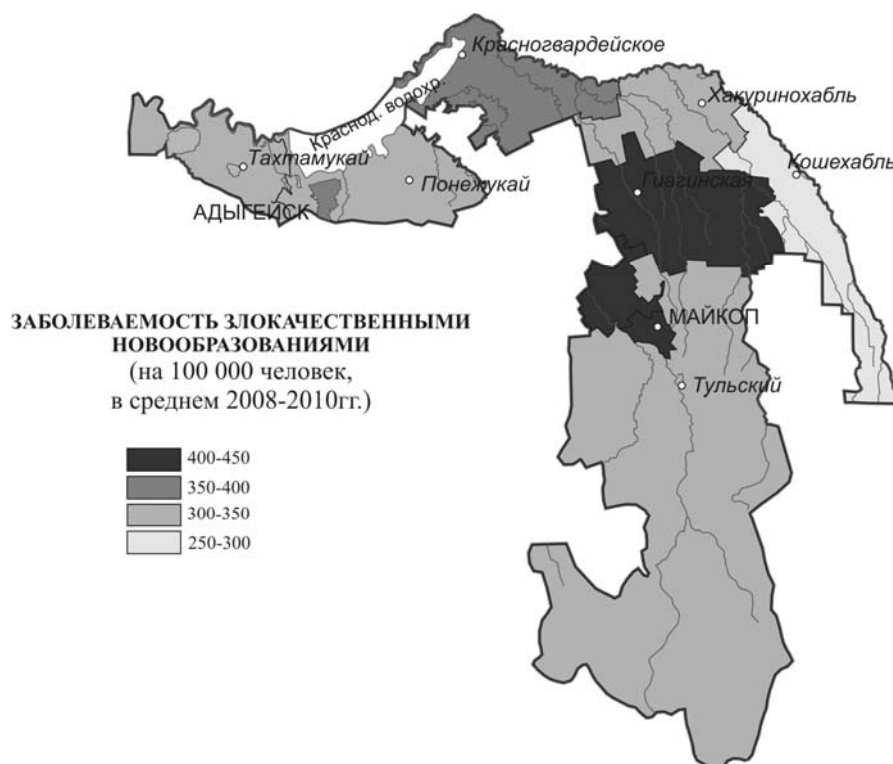 Красногвардейское
Краснод. водохр.
Хакуринохабль
Тахтамукай
Кошехабль
Понежукай
Гиагинская
АДЫГЕЙСК
ЗАБОЛЕВАЕМОСТЬ ЗЛОКАЧЕСТВЕННЫМИ
НОВООБРАЗОВАНИЯМИ
(на 100 000 человек,
в среднем 2008-2010гг.)
МАЙКОП
Тульский
400-450
350-400
300-350
250-300